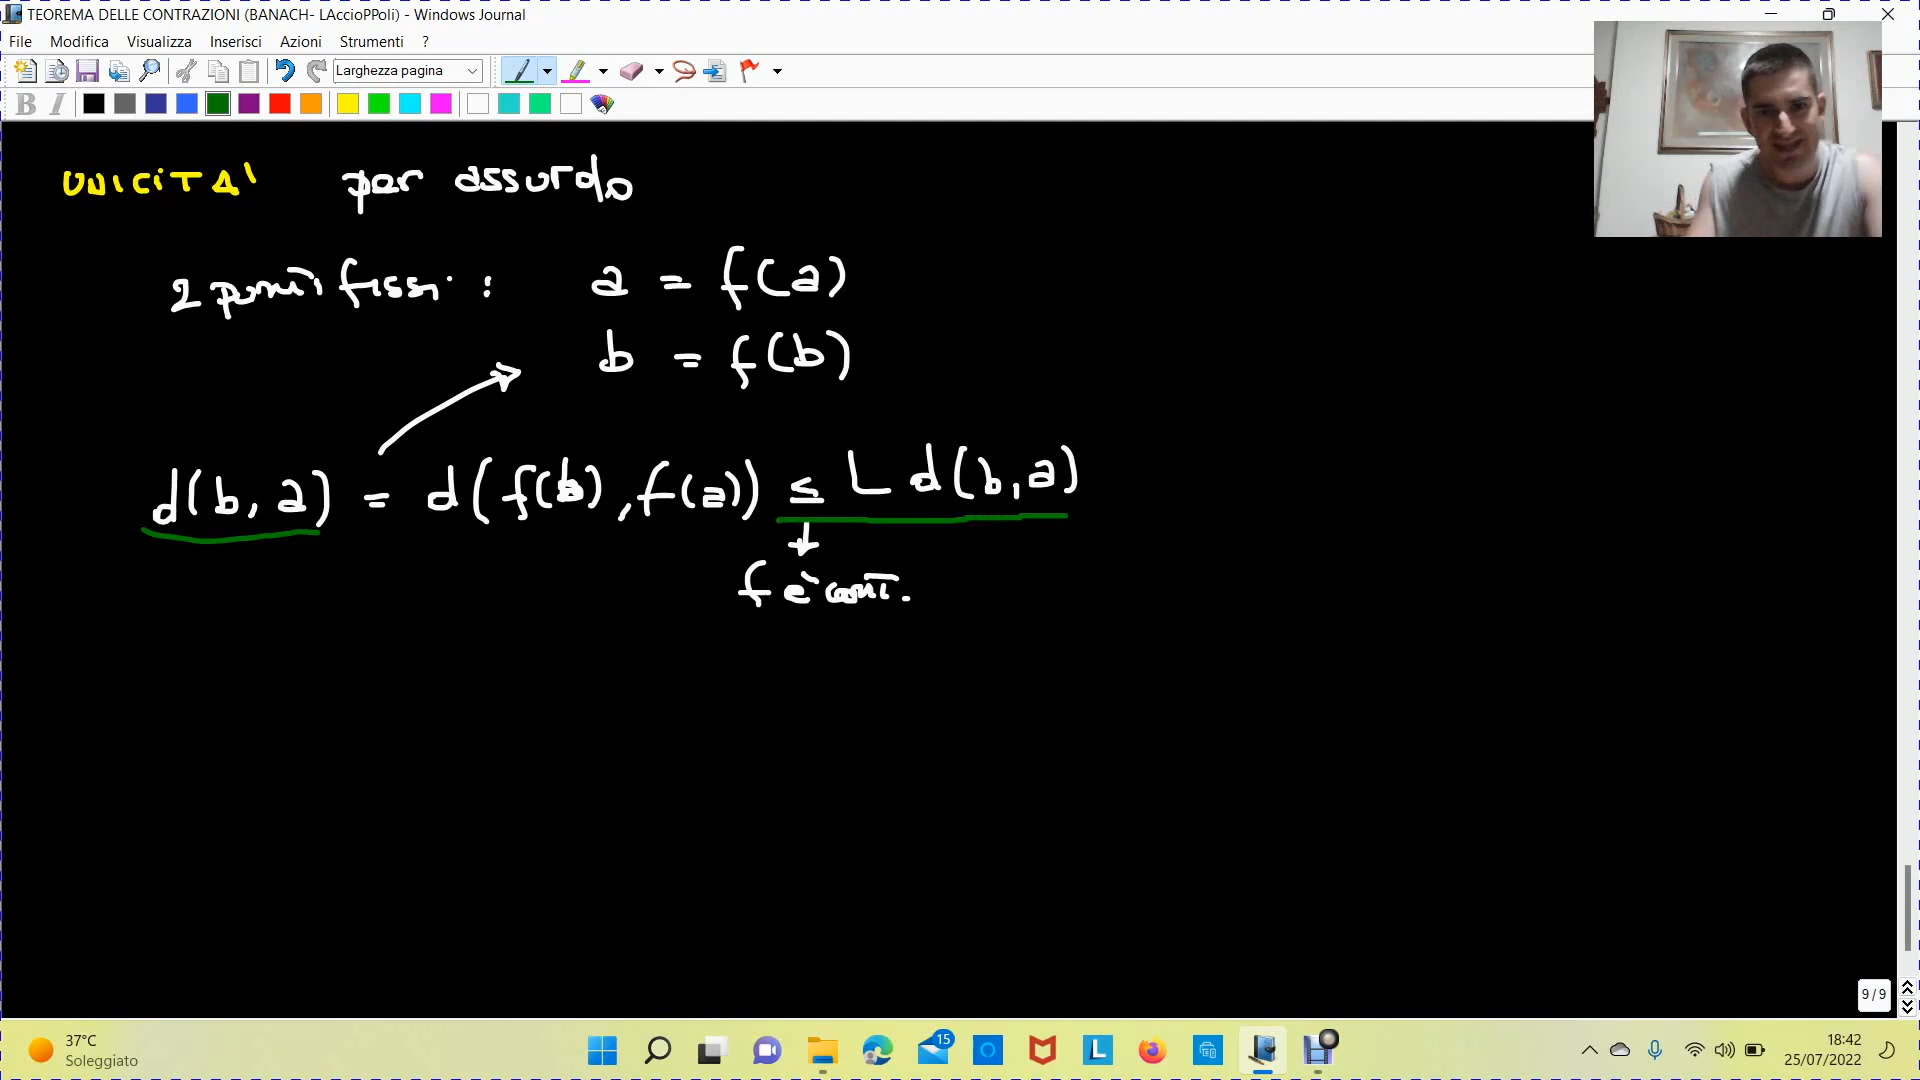 TEOREMA DELLE CONTRAZIONI (BANACH- LAccioPPoli) - Windows Journal
File Modifica Visualizza Inserisci Azioni Strumenti ?
Larghezza pagina
B I
UNICITA' per assurdo
2 punti fissi : a = f(a)
b = f(b)
d(b, a) = d(f(b), f(a)) ≤ L d(b, a)
f è cont.
9 / 9
37°C
Soleggiato
15
L
18:42
25/07/2022